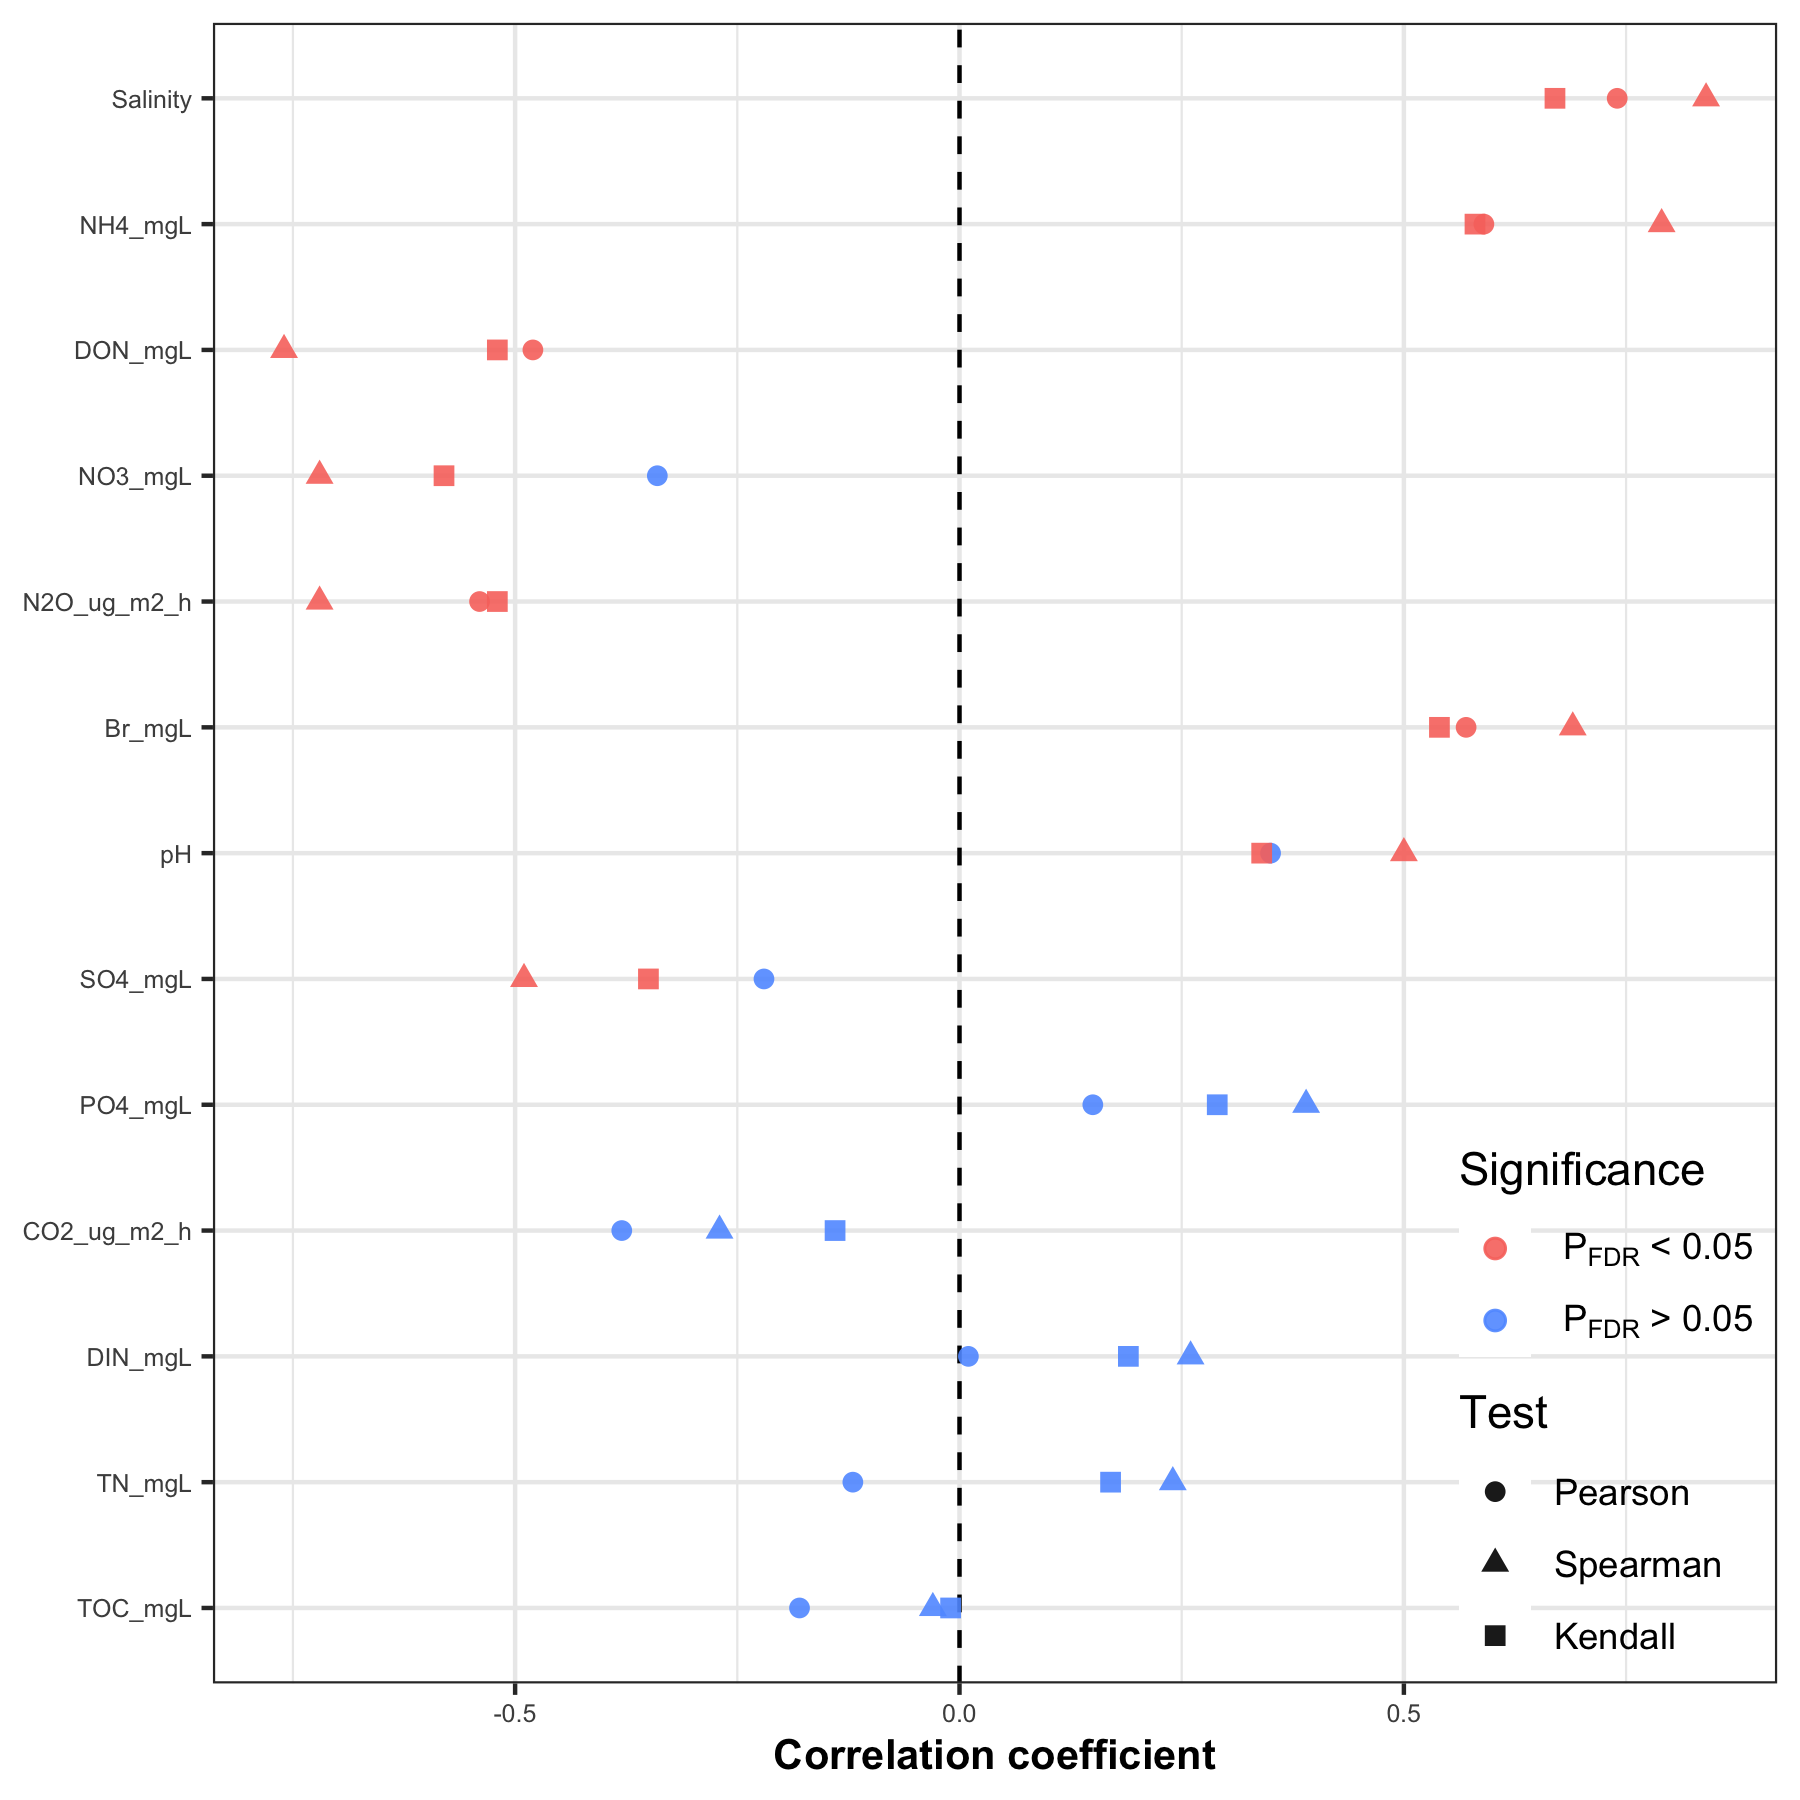 Salinity
NH4_mgL
DON_mgL
NO3_mgL
N2O_ug_m2_h
Br_mgL
pH
SO4_mgL
PO4_mgL
CO2_ug_m2_h
DIN_mgL
TN_mgL
TOC_mgL
Significance
PFDR < 0.05
PFDR > 0.05
Test
Pearson
Spearman
Kendall
-0.5 0.0 0.5
Correlation coefficient